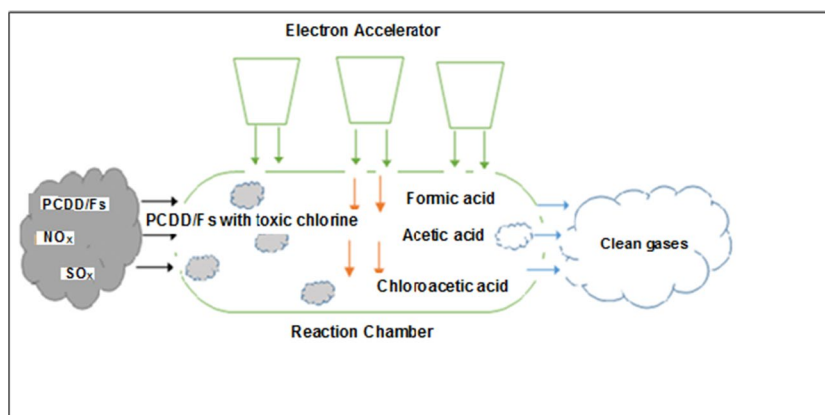 Electron Accelerator
PCDD/Fs
NOx
SOx
PCDD/Fs with toxic chlorine
Formic acid
Acetic acid
Chloroacetic acid
Clean gases
Reaction Chamber